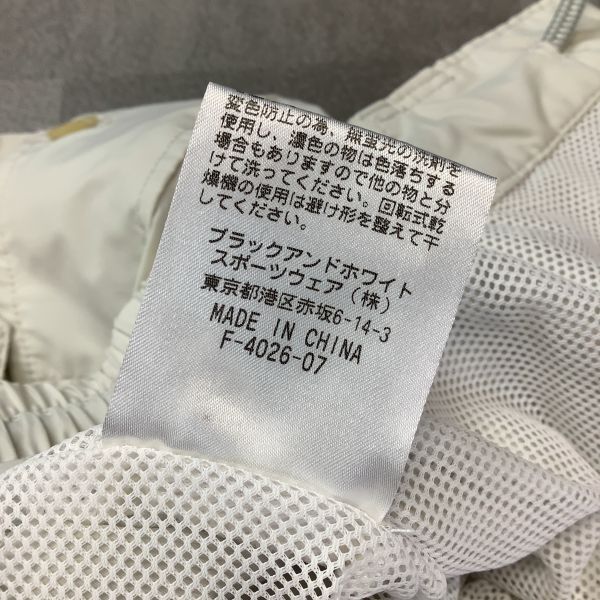 変色防止の為、無蛍光の洗剤を
使用し、濃色の物は色落ちする
場合もありますので他の物と分
けて洗ってください。回転式乾
燥機の使用は避け形を整えて干
してください。
ブラックアンドホワイト
スポーツウェア(株)
東京都港区赤坂6-14-3
MADE IN CHINA
F-4026-07